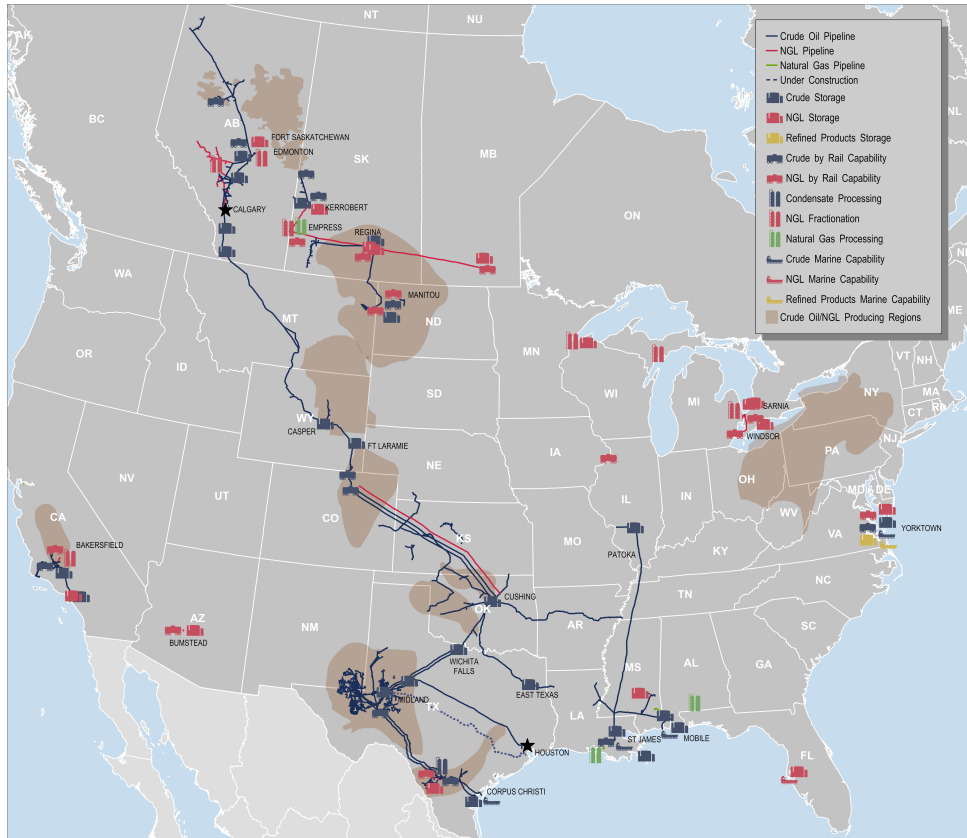 NT
NU
AK
Crude Oil Pipeline
NGL Pipeline
Natural Gas Pipeline
Under Construction
Crude Storage
NGL Storage
Refined Products Storage
Crude by Rail Capability
NGL by Rail Capability
Condensate Processing
NGL Fractionation
Natural Gas Processing
Crude Marine Capability
NGL Marine Capability
Refined Products Marine Capability
Crude Oil/NGL Producing Regions
BC
AB
NL
FORT SASKATCHEWAN
EDMONTON
SK
MB
CALGARY
KERROBERT
ON
EMPRESS
REGINA
WA
MANITOU
MT
ND
ME
OR
ID
MN
VT
NH
WI
MI
NY
MA
SD
SARNIA
CT
RI
WY
CASPER
WINDSOR
FT LARAMIE
NJ
PA
IA
NE
NV
OH
UT
IL
IN
MD
DE
CO
WV
CA
YORKTOWN
VA
BAKERSFIELD
KS
MO
PATOKA
KY
NC
CUSHING
TN
OK
AZ
NM
AR
SC
BUMSTEAD
WICHITA
FALLS
MS
AL
GA
EAST TEXAS
MIDLAND
TX
LA
ST JAMES
MOBILE
HOUSTON
FL
CORPUS CHRISTI